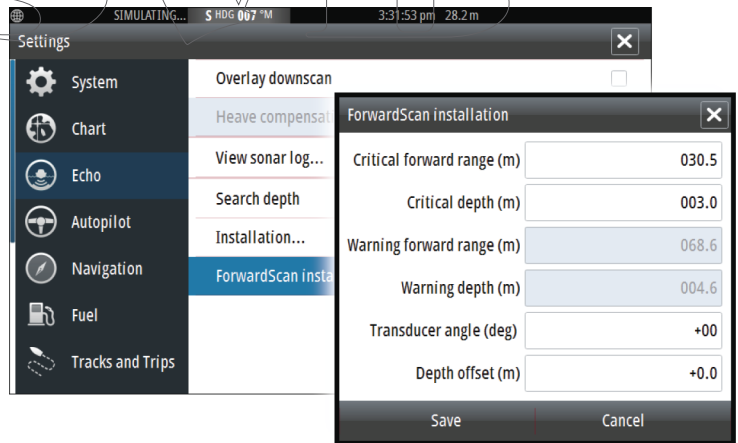 SIMULATING... S HDG 007 °M 3:31:53 pm 28.2 m
Settings
System
Chart
Echo
Autopilot
Navigation
Fuel
Tracks and Trips
Overlay downscan
Heave compensat
View sonar log...
Search depth
Installation...
ForwardScan insta
ForwardScan installation
Critical forward range (m) 030.5
Critical depth (m) 003.0
Warning forward range (m) 068.6
Warning depth (m) 004.6
Transducer angle (deg) +00
Depth offset (m) +0.0
Save Cancel